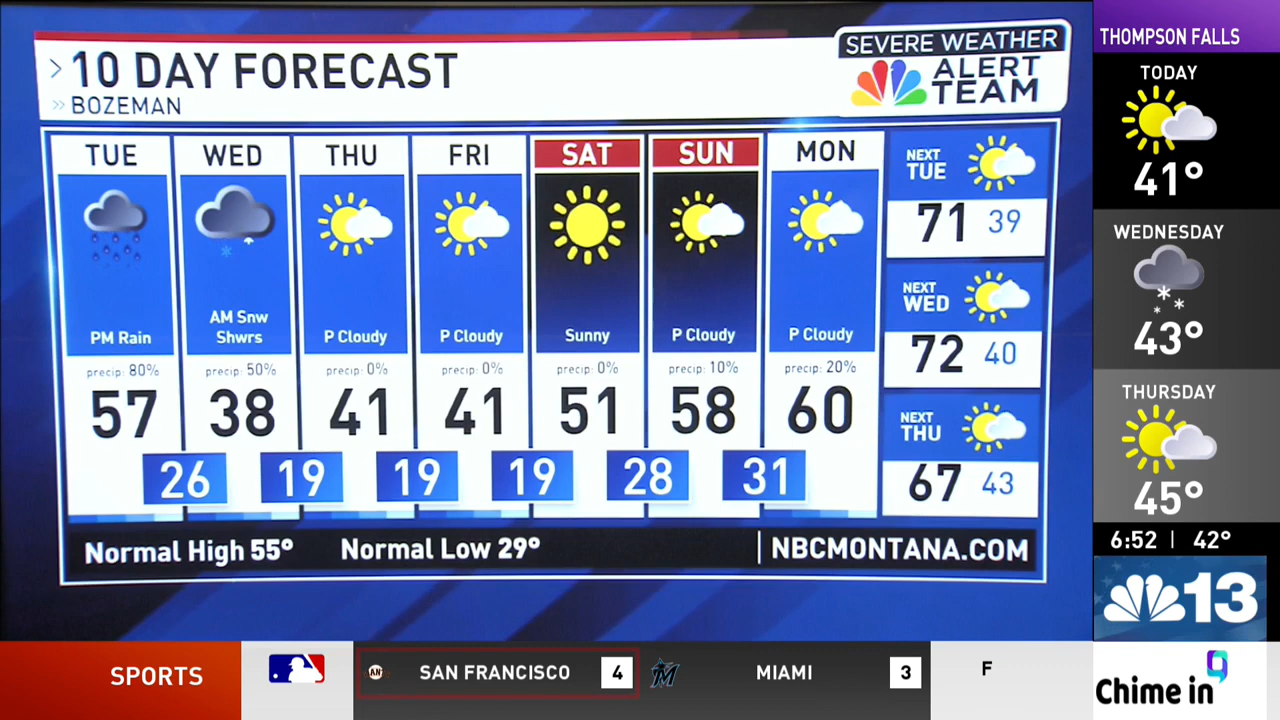 > 10 DAY FORECAST
>> BOZEMAN
SEVERE WEATHER
ALERT
TEAM
TUE
PM Rain
precip: 80%
57
WED
AM Snw
Shwrs
precip: 50%
38
THU
P Cloudy
precip: 0%
41
FRI
P Cloudy
precip: 0%
41
SAT
Sunny
precip: 0%
51
SUN
P Cloudy
precip: 10%
58
MON
P Cloudy
precip: 20%
60
26 19 19 19 28 31
NEXT
TUE
71 39
NEXT
WED
72 40
NEXT
THU
67 43
Normal High 55° Normal Low 29° NBCMONTANA.COM
THOMPSON FALLS
TODAY
41°
WEDNESDAY
43°
THURSDAY
45°
6:52 | 42°
13
SPORTS SAN FRANCISCO 4 MIAMI 3 F
Chime in